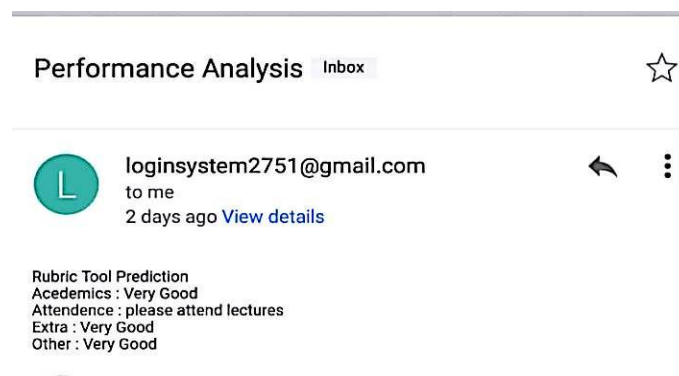 Performance Analysis Inbox
L
loginsystem2751@gmail.com
to me
2 days ago View details
Rubric Tool Prediction
Acedemics : Very Good
Attendence : please attend lectures
Extra : Very Good
Other : Very Good